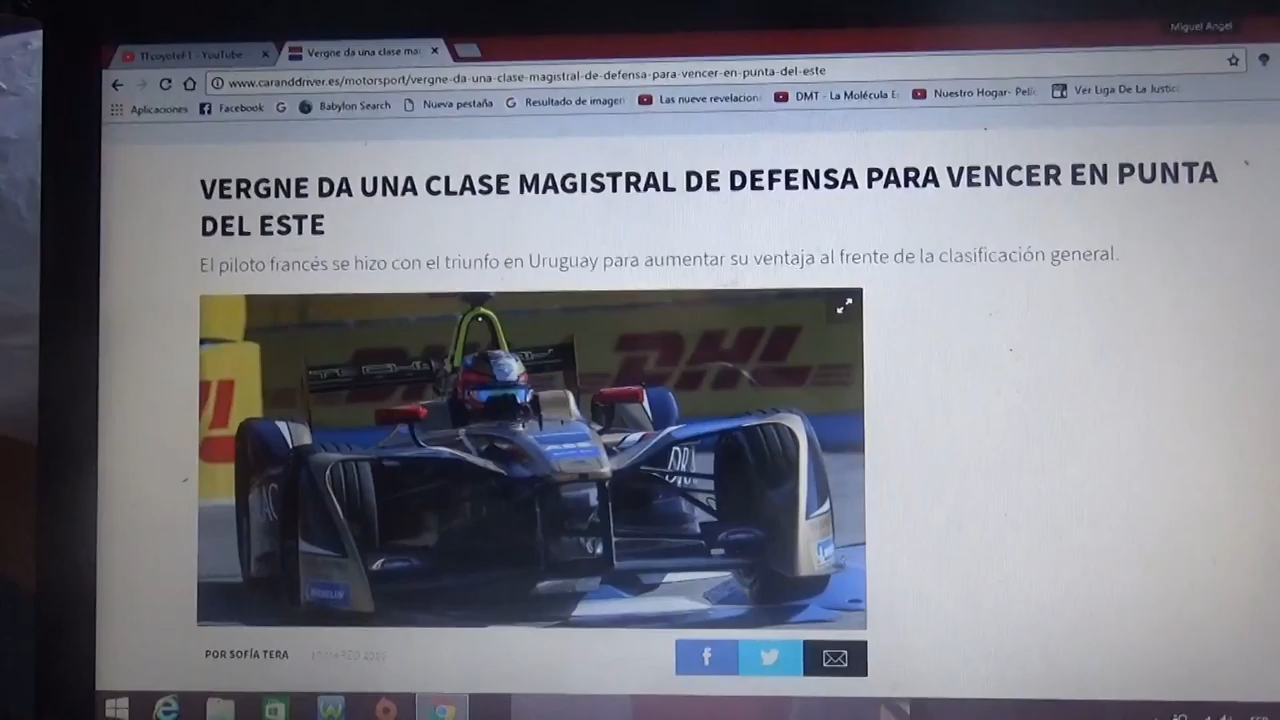 Miguel Angel
TFcoyoteF1 - YouTube
Vergne da una clase ma
www.caranddriver.es/motorsport/vergne-da-una-clase-magistral-de-defensa-para-vencer-en-punta-del-este
Aplicaciones Facebook Babylon Search Nueva pestaña Resultado de imagen Las nueve revelacion DMT - La Molécula E Nuestro Hogar- Pelíc Ver Liga De La Justic
VERGNE DA UNA CLASE MAGISTRAL DE DEFENSA PARA VENCER EN PUNTA
DEL ESTE
El piloto francés se hizo con el triunfo en Uruguay para aumentar su ventaja al frente de la clasificación general.
DHL
POR SOFÍA TERA